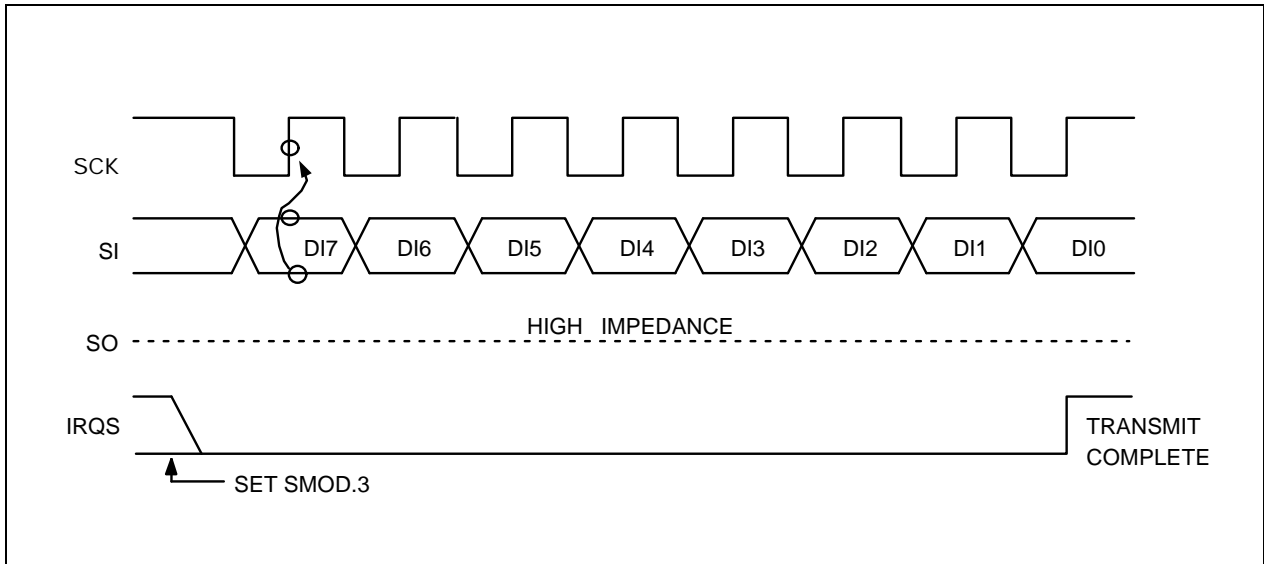 SCK
SI
DI7 DI6 DI5 DI4 DI3 DI2 DI1 DI0
HIGH IMPEDANCE
SO
IRQS
TRANSMIT
COMPLETE
SET SMOD.3